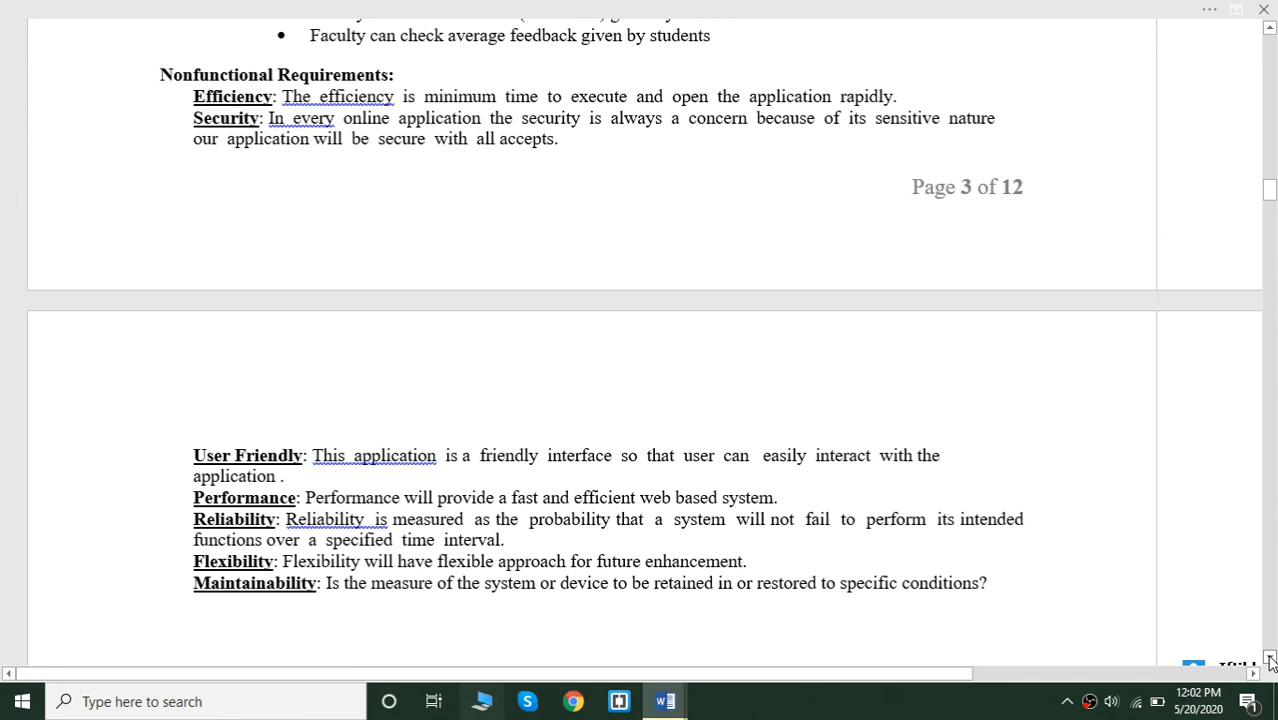 Faculty can check average feedback given by students
Nonfunctional Requirements:
Efficiency: The efficiency is minimum time to execute and open the application rapidly.
Security: In every online application the security is always a concern because of its sensitive nature
our application will be secure with all accepts.
Page 3 of 12
User Friendly: This application is a friendly interface so that user can easily interact with the
application .
Performance: Performance will provide a fast and efficient web based system.
Reliability: Reliability is measured as the probability that a system will not fail to perform its intended
functions over a specified time interval.
Flexibility: Flexibility will have flexible approach for future enhancement.
Maintainability: Is the measure of the system or device to be retained in or restored to specific conditions?
Type here to search
12:02 PM
5/20/2020